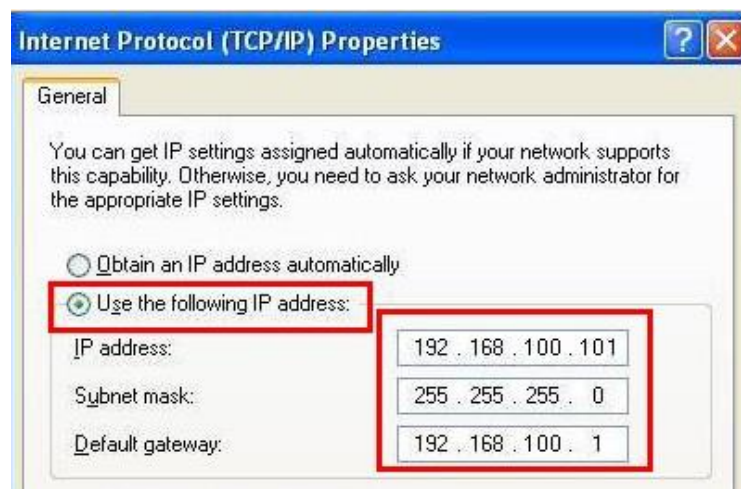 Internet Protocol (TCP/IP) Properties
General
You can get IP settings assigned automatically if your network supports
this capability. Otherwise, you need to ask your network administrator for
the appropriate IP settings.
Obtain an IP address automatically
Use the following IP address:
IP address: 192 . 168 . 100 . 101
Subnet mask: 255 . 255 . 255 . 0
Default gateway: 192 . 168 . 100 . 1